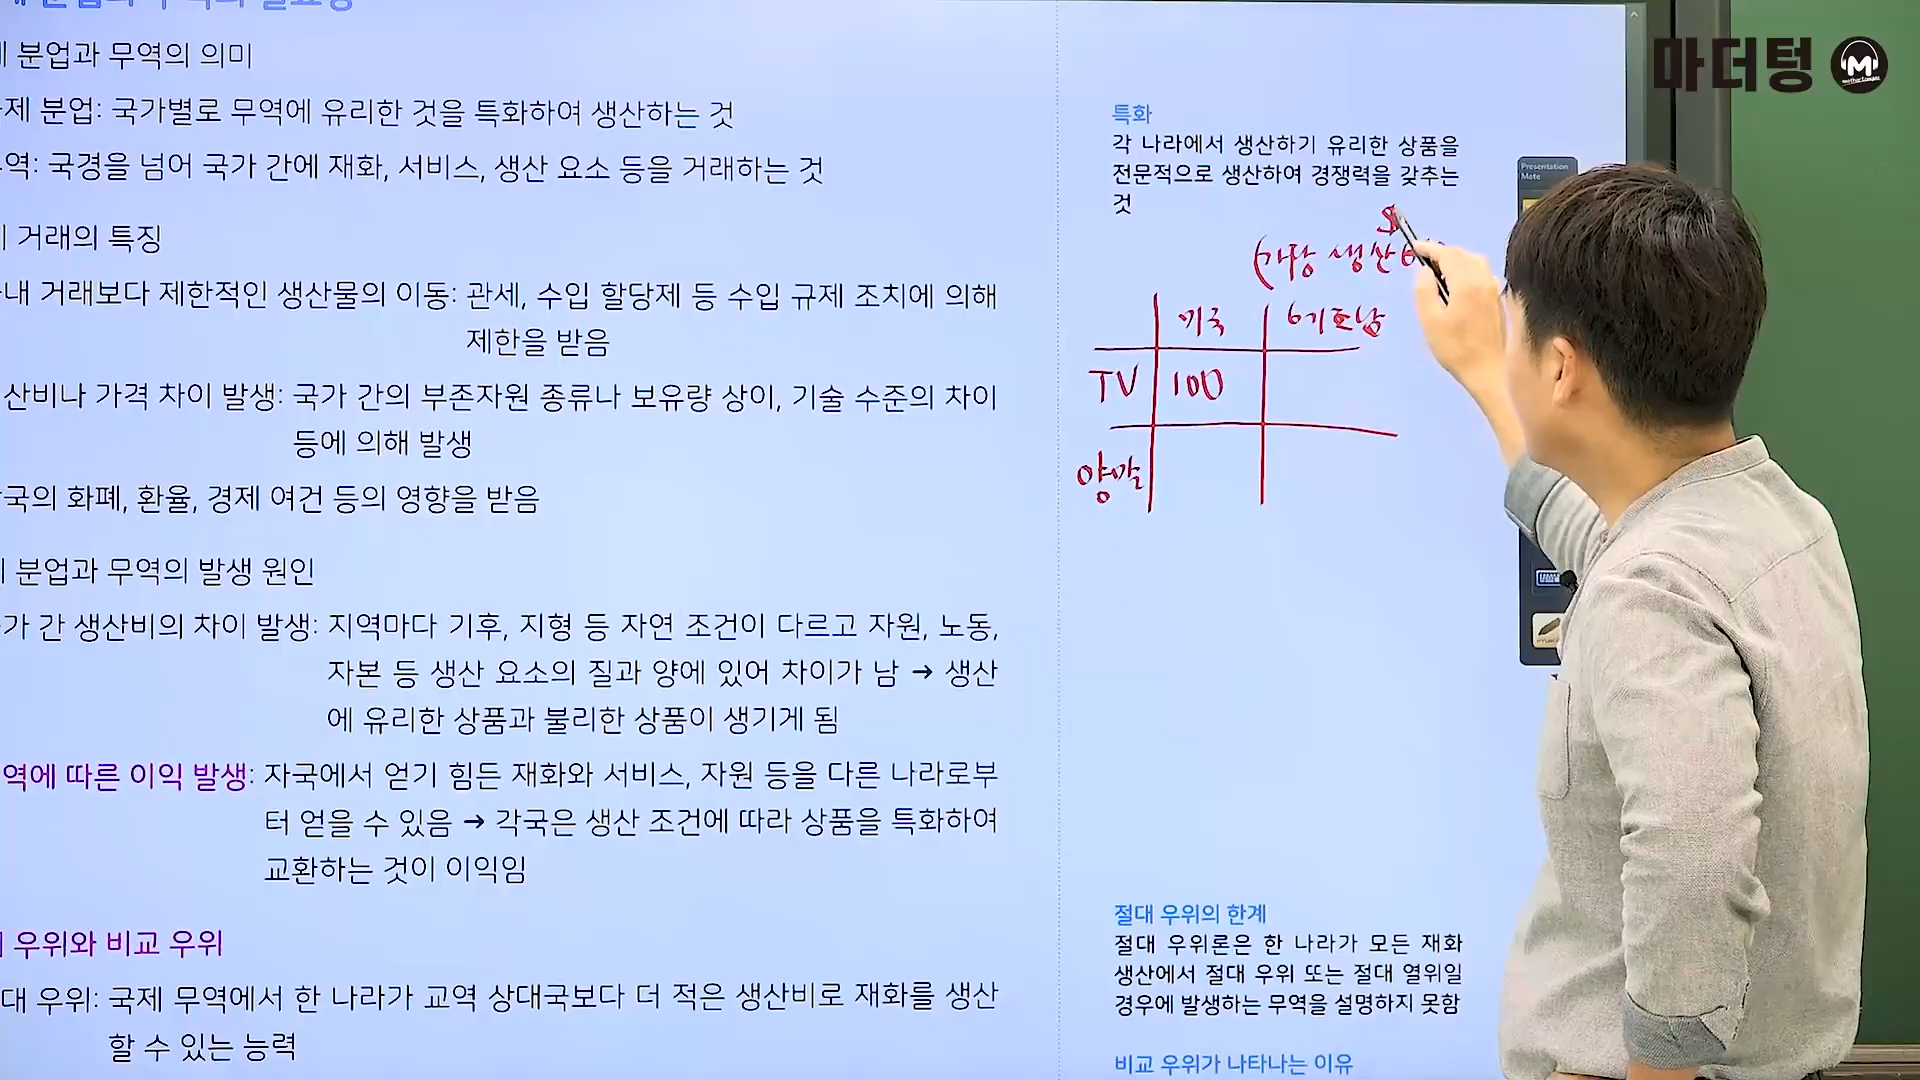 분업과 무역의 의미
제 분업: 국가별로 무역에 유리한 것을 특화하여 생산하는 것
역: 국경을 넘어 국가 간에 재화, 서비스, 생산 요소 등을 거래하는 것
거래의 특징
내 거래보다 제한적인 생산물의 이동: 관세, 수입 할당제 등 수입 규제 조치에 의해
제한을 받음
산비나 가격 차이 발생: 국가 간의 부존자원 종류나 보유량 상이, 기술 수준의 차이
등에 의해 발생
국의 화폐, 환율, 경제 여건 등의 영향을 받음
분업과 무역의 발생 원인
가 간 생산비의 차이 발생: 지역마다 기후, 지형 등 자연 조건이 다르고 자원, 노동,
자본 등 생산 요소의 질과 양에 있어 차이가 남 → 생산
에 유리한 상품과 불리한 상품이 생기게 됨
역에 따른 이익 발생: 자국에서 얻기 힘든 재화와 서비스, 자원 등을 다른 나라로부
터 얻을 수 있음 → 각국은 생산 조건에 따라 상품을 특화하여
교환하는 것이 이익임
우위와 비교 우위
대 우위: 국제 무역에서 한 나라가 교역 상대국보다 더 적은 생산비로 재화를 생산
할 수 있는 능력
특화
각 나라에서 생산하기 유리한 상품을
전문적으로 생산하여 경쟁력을 갖추는
것
$
생산
미국 베트남
TV 100
양말
절대 우위의 한계
절대 우위론은 한 나라가 모든 재화
생산에서 절대 우위 또는 절대 열위일
경우에 발생하는 무역을 설명하지 못함
비교 우위가 나타나는 이유
Presentation
Mate
마더텅
M